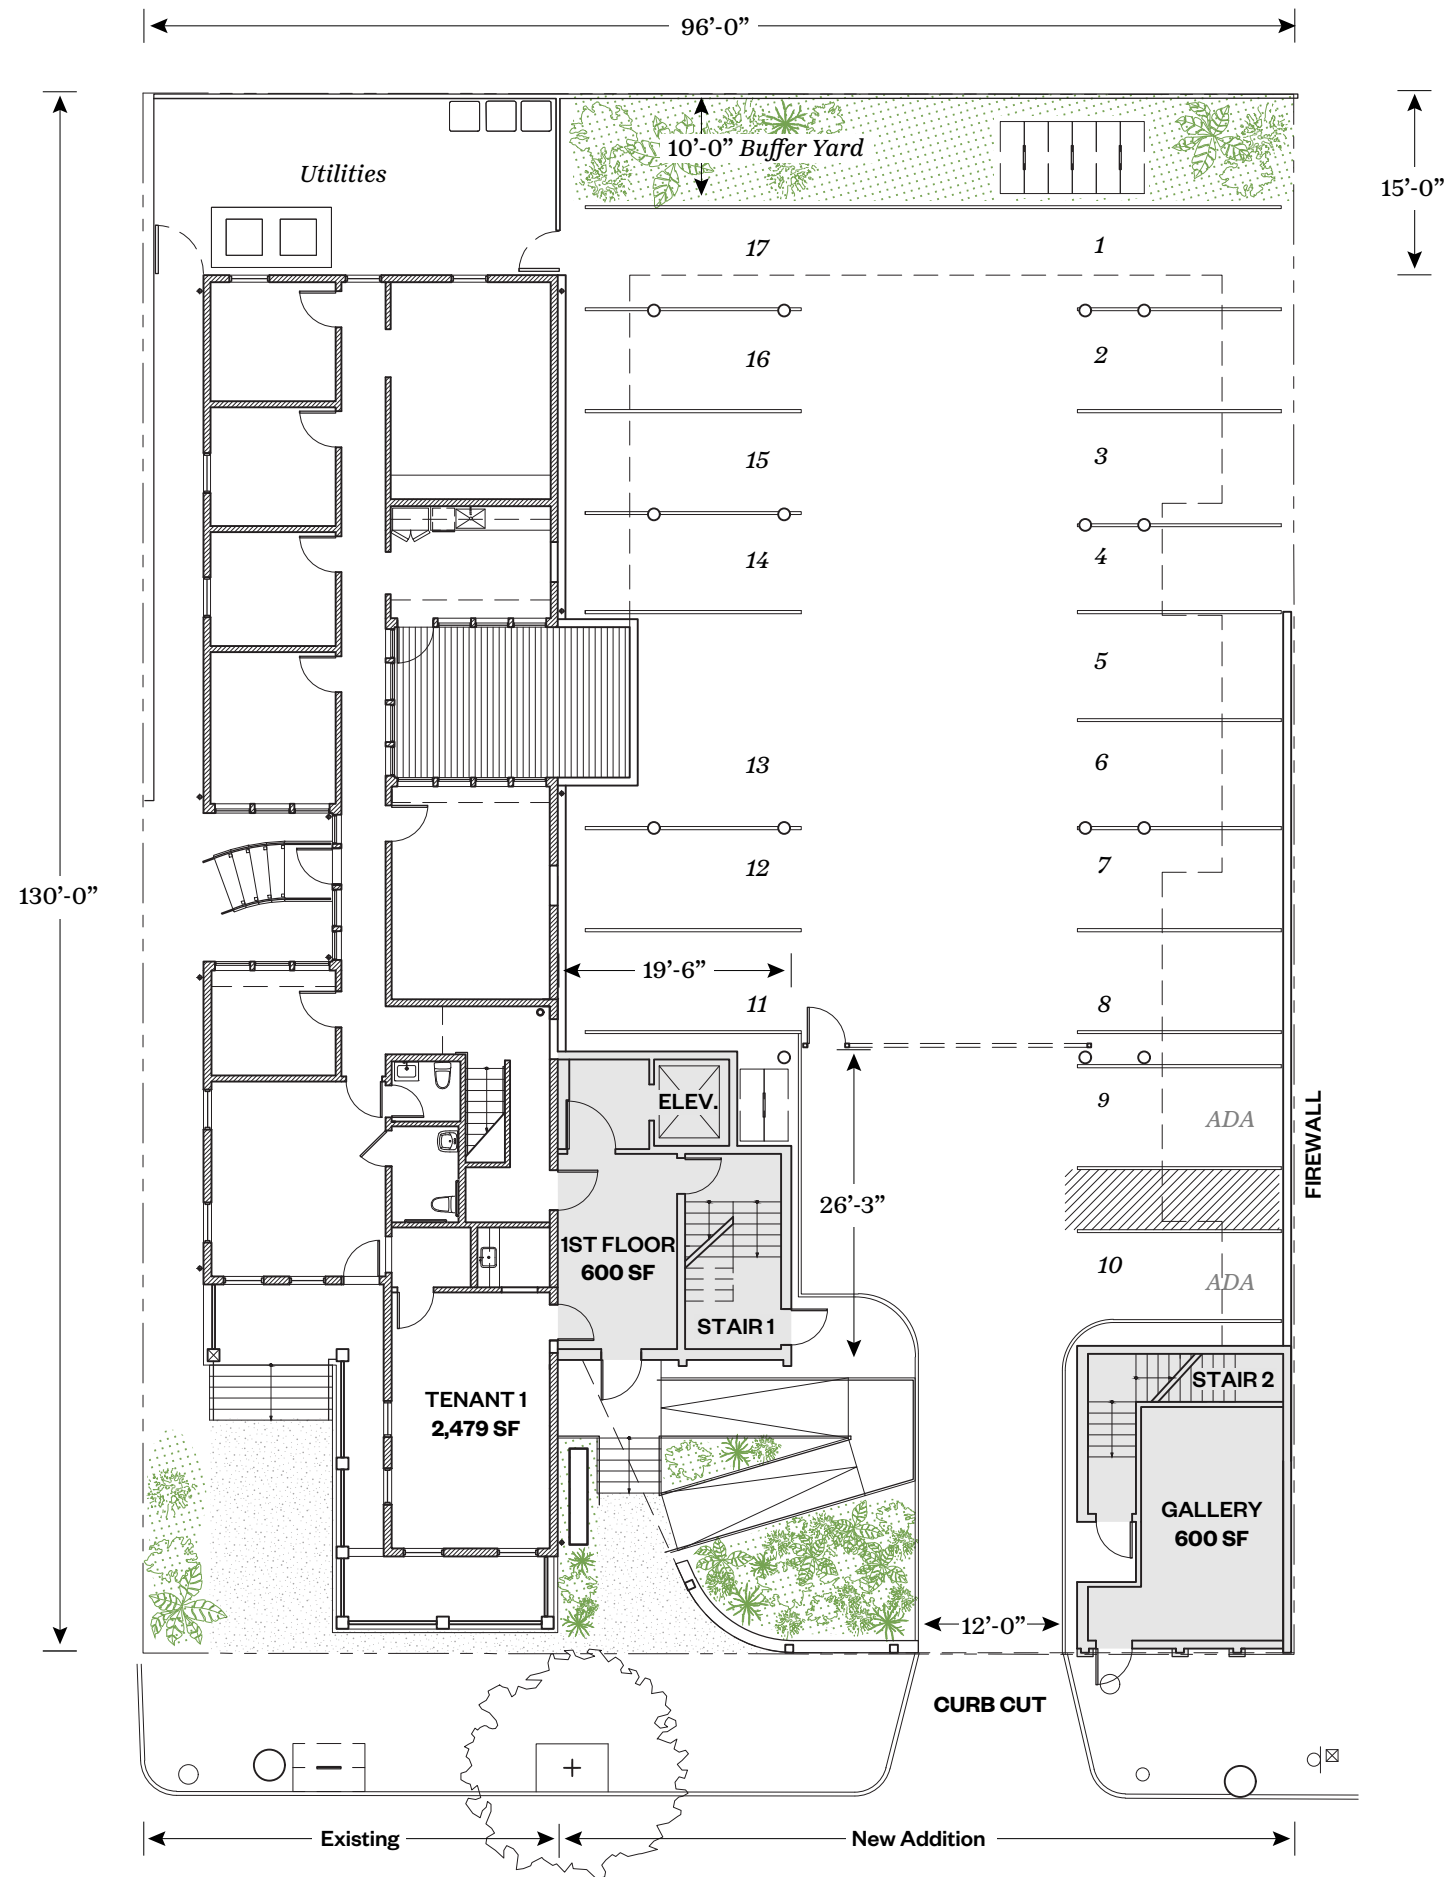 96’-0”
10’-0” Buffer Yard
15’-0”
Utilities
17
1
16
2
15
3
14
4
5
13
6
12
7
130’-0”
19’-6”
11
8
ELEV.
9
ADA
FIREWALL
26’-3”
1ST FLOOR
600 SF
10
ADA
STAIR 1
STAIR 2
TENANT 1
2,479 SF
GALLERY
600 SF
12’-0”
CURB CUT
Existing
New Addition